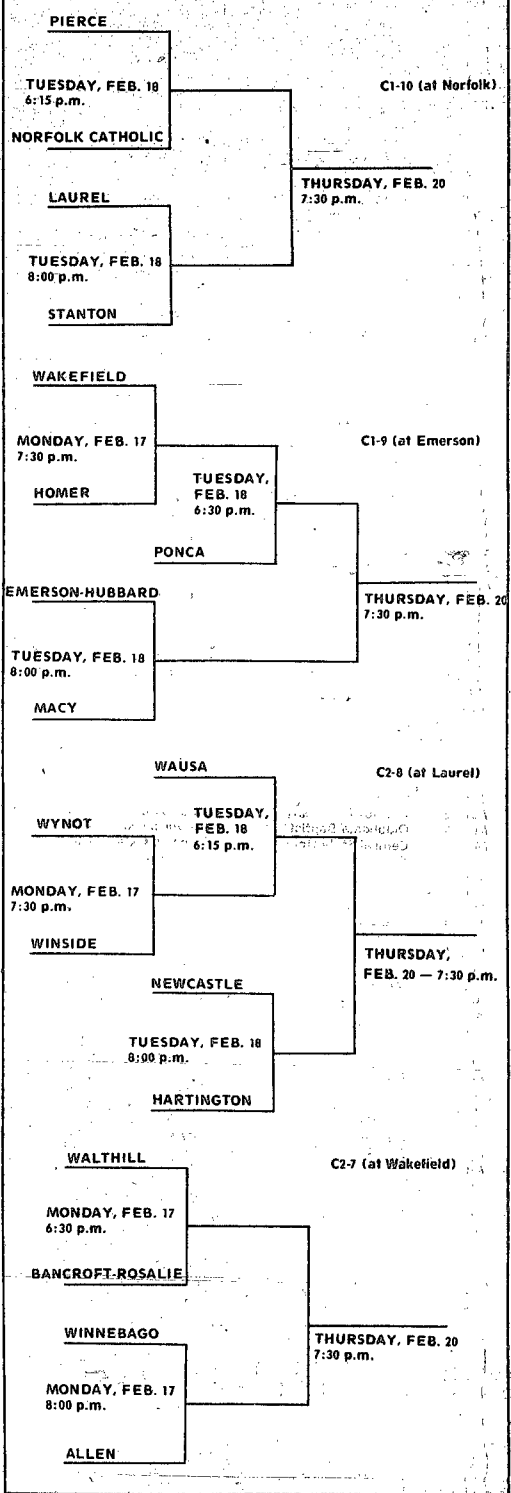 PIERCE
TUESDAY, FEB. 18
6:15 p.m.
C1-10 (at Norfolk)
NORFOLK CATHOLIC
THURSDAY, FEB. 20
7:30 p.m.
LAUREL
TUESDAY, FEB. 18
8:00 p.m.
STANTON
WAKEFIELD
MONDAY, FEB. 17
7:30 p.m.
C1-9 (at Emerson)
HOMER
TUESDAY,
FEB. 18
6:30 p.m.
PONCA
EMERSON-HUBBARD
THURSDAY, FEB. 20
7:30 p.m.
TUESDAY, FEB. 18
8:00 p.m.
MACY
WAUSA
C2-8 (at Laurel)
TUESDAY,
FEB. 18
6:15 p.m.
WYNOT
MONDAY, FEB. 17
7:30 p.m.
WINSIDE
THURSDAY,
FEB. 20 — 7:30 p.m.
NEWCASTLE
TUESDAY, FEB. 18
8:00 p.m.
HARTINGTON
WALTHILL
C2-7 (at Wakefield)
MONDAY, FEB. 17
6:30 p.m.
BANCROFT-ROSALIE
WINNEBAGO
THURSDAY, FEB. 20
7:30 p.m.
MONDAY, FEB. 17
8:00 p.m.
ALLEN